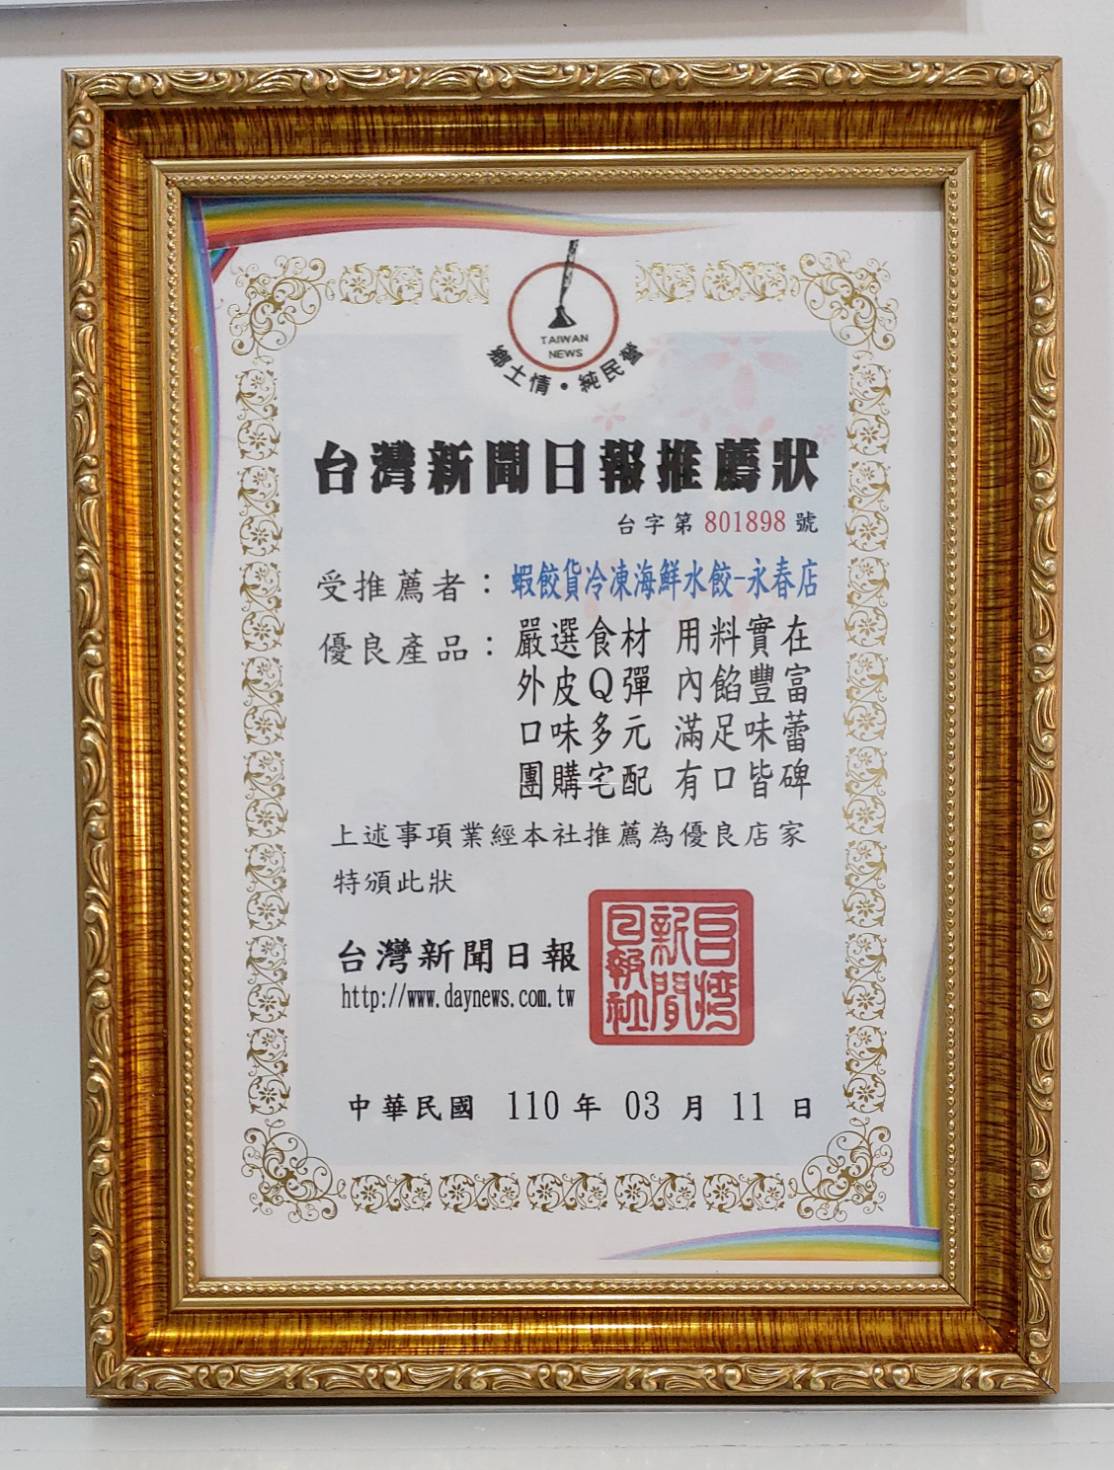 TAIWAN
NEWS
鄉土情・純民營
台灣新聞日報推薦狀
台字第 801898 號
受推薦者：蝦餃貨冷凍海鮮水餃-永春店
優良產品：嚴選食材 用料實在
外皮Q彈 內餡豐富
口味多元 滿足味蕾
團購宅配 有口皆碑
上述事項業經本社推薦為優良店家
特頒此狀
台灣新聞日報
http://www.daynews.com.tw
台灣新聞日報社
中華民國 110 年 03 月 11 日